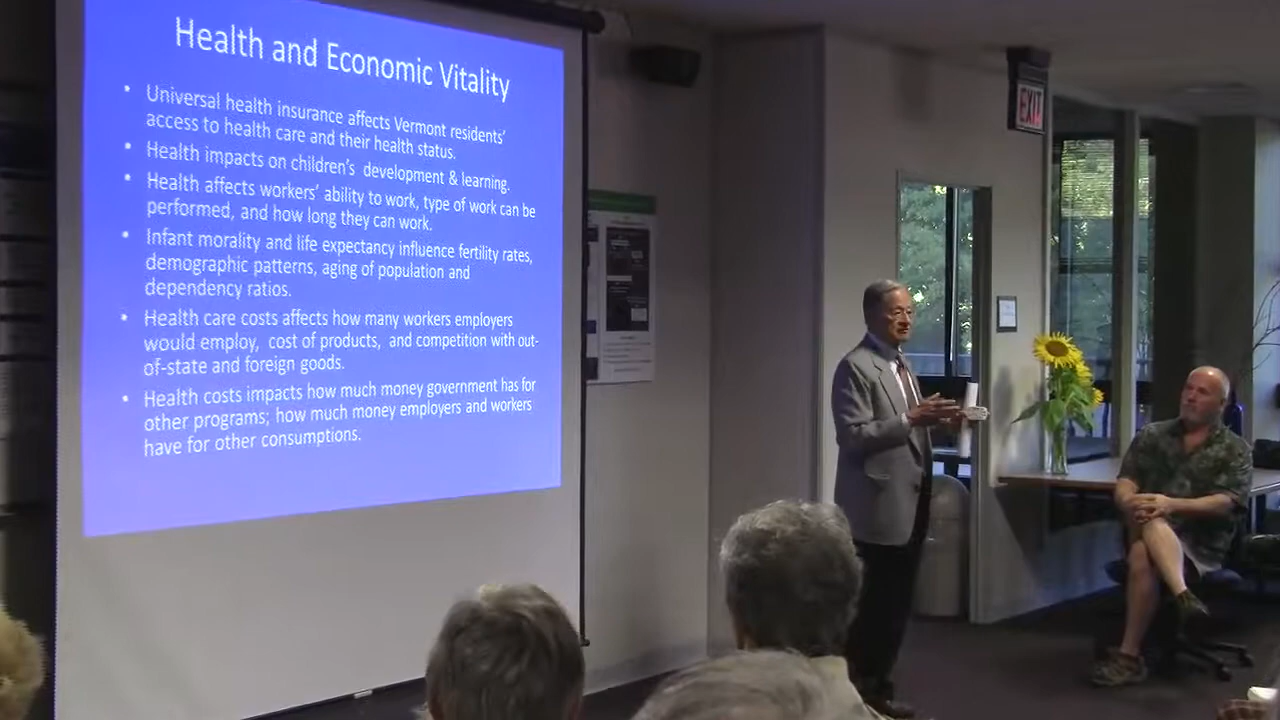 Health and Economic Vitality
• Universal health insurance affects Vermont residents'
access to health care and their health status.
• Health impacts on children's development & learning.
• Health affects workers' ability to work, type of work can be
performed, and how long they can work.
• Infant morality and life expectancy influence fertility rates,
demographic patterns, aging of population and
dependency ratios.
• Health care costs affects how many workers employers
would employ, cost of products, and competition with out-
of-state and foreign goods.
• Health costs impacts how much money government has for
other programs; how much money employers and workers
have for other consumptions.
EXIT